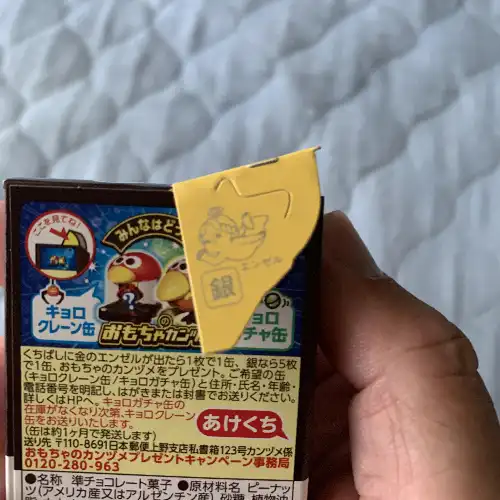 ここを見てね!
みんなはど
エンゼル
銀
キョロ
クレーン缶
の
おもちゃカンヅ
ョロ
チャ缶
くちばしに金のエンゼルが出たら1枚で1缶、銀なら5枚
で1缶、おもちゃのカンヅメをプレゼント。ご希望の缶
(キョロクレーン缶/キョロガチャ缶)と住所・氏名・年齢・
電話番号を明記し、はがきまたは封書でお送りください。
詳しくはHPへ。キョロガチャ缶の
在庫がなくなり次第、キョロクレーン
缶をお送りいたします。
(缶は約1ヶ月で発送します)
あけくち
送り先 〒110-8691日本郵便上野支店私書箱123号カンヅメ係
おもちゃのカンヅメプレゼントキャンペーン事務局
0120-280-963
●名称 準チョコレート菓子 ●原材料名 ピーナッ
ツ(アメリカ産又はアルゼンチン産)、砂糖、植物油